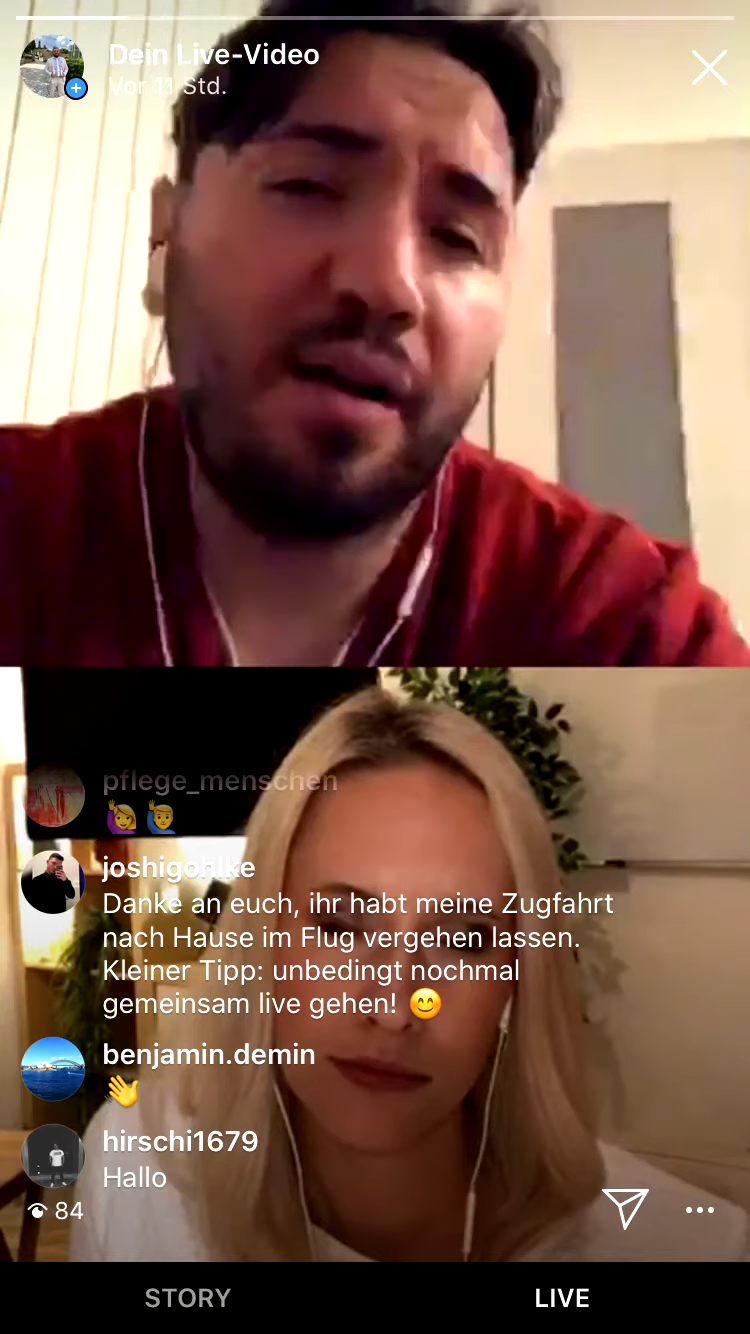 Dein Live-Video
Vor 11 Std.
pflege_menschen
🙋‍♀️ 🙋‍♂️
joshigohlke
Danke an euch, ihr habt meine Zugfahrt
nach Hause im Flug vergehen lassen.
Kleiner Tipp: unbedingt nochmal
gemeinsam live gehen! 😊
benjamin.demin
👋
hirschi1679
Hallo
84
STORY
LIVE